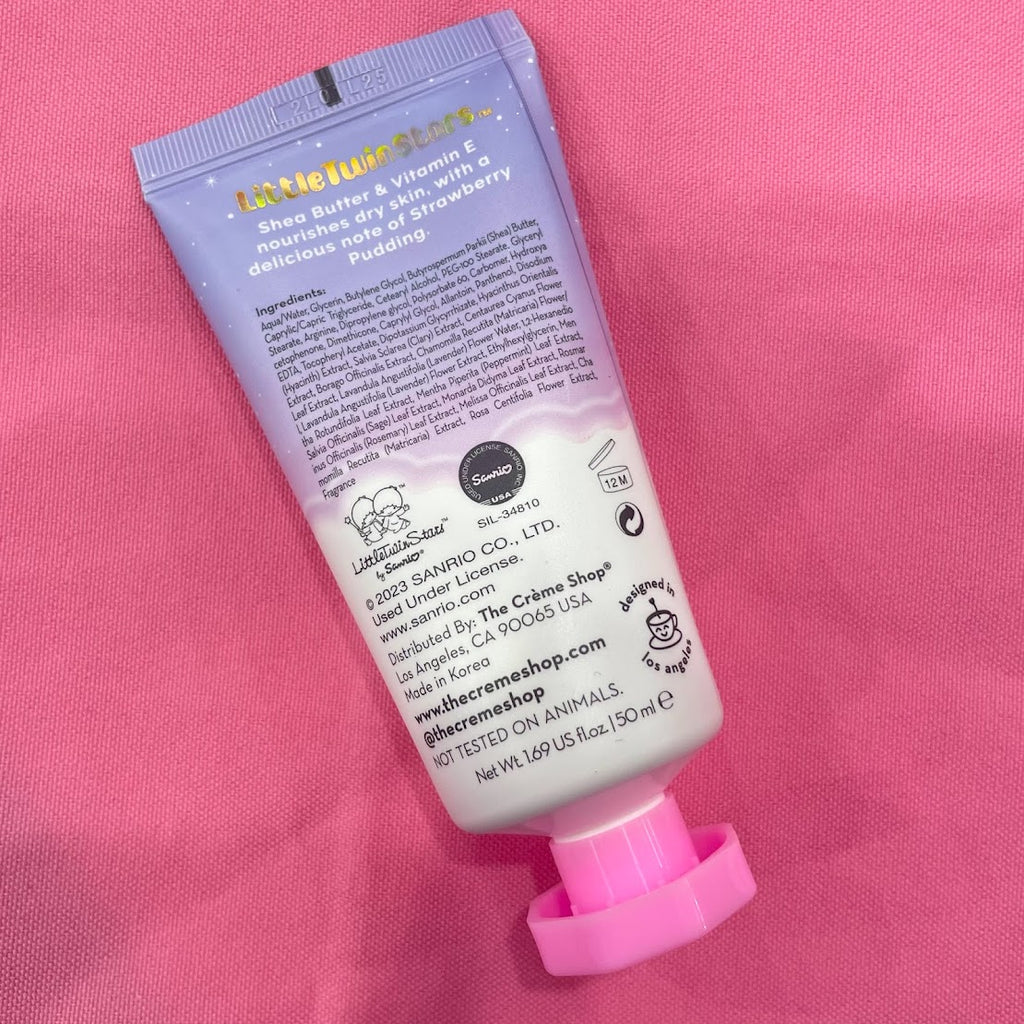 LittleTwinStars™
Shea Butter & Vitamin E
nourishes dry skin, with a
delicious note of Strawberry
Pudding.
Ingredients:
Aqua/Water, Glycerin, Butylene Glycol, Butyrospermum Parkii (Shea) Butter,
Caprylic/Capric Triglyceride, Cetearyl Alcohol, PEG-100 Stearate, Glyceryl
Stearate, Arginine, Dipropylene glycol, Polysorbate 60, Carbomer, Hydroxya
cetophenone, Dimethicone, Caprylyl Glycol, Allantoin, Panthenol, Disodium
EDTA, Tocopheryl Acetate, Dipotassium Glycyrrhizate, Hyacinthus Orientalis
(Hyacinth) Extract, Salvia Sclarea (Clary) Extract, Centaurea Cyanus Flower
Extract, Borago Officinalis Extract, Chamomilla Recutita (Matricaria) Flower/
Leaf Extract, Lavandula Angustifolia (Lavender) Flower Water, 1,2-Hexanedio
l, Lavandula Angustifolia (Lavender) Flower Extract, Ethylhexylglycerin, Men
tha Rotundifolia Leaf Extract, Mentha Piperita (Peppermint) Leaf Extract,
Salvia Officinalis (Sage) Leaf Extract, Monarda Didyma Leaf Extract, Rosmar
inus Officinalis (Rosemary) Leaf Extract, Melissa Officinalis Leaf Extract, Cha
momilla Recutita (Matricaria) Extract, Rosa Centifolia Flower Extract,
Fragrance
LittleTwinStars™
by Sanrio®
USED UNDER LICENSE SANRIO INC.
Sanrio
USA
SIL-34810
12 M
© 2023 SANRIO CO., LTD.
Used Under License.
www.sanrio.com
Distributed By: The Crème Shop®
Los Angeles, CA 90065 USA
Made in Korea
designed in
los angeles
www.thecremeshop.com
@thecremeshop
NOT TESTED ON ANIMALS.
Net Wt. 1.69 US fl.oz | 50 ml ℮